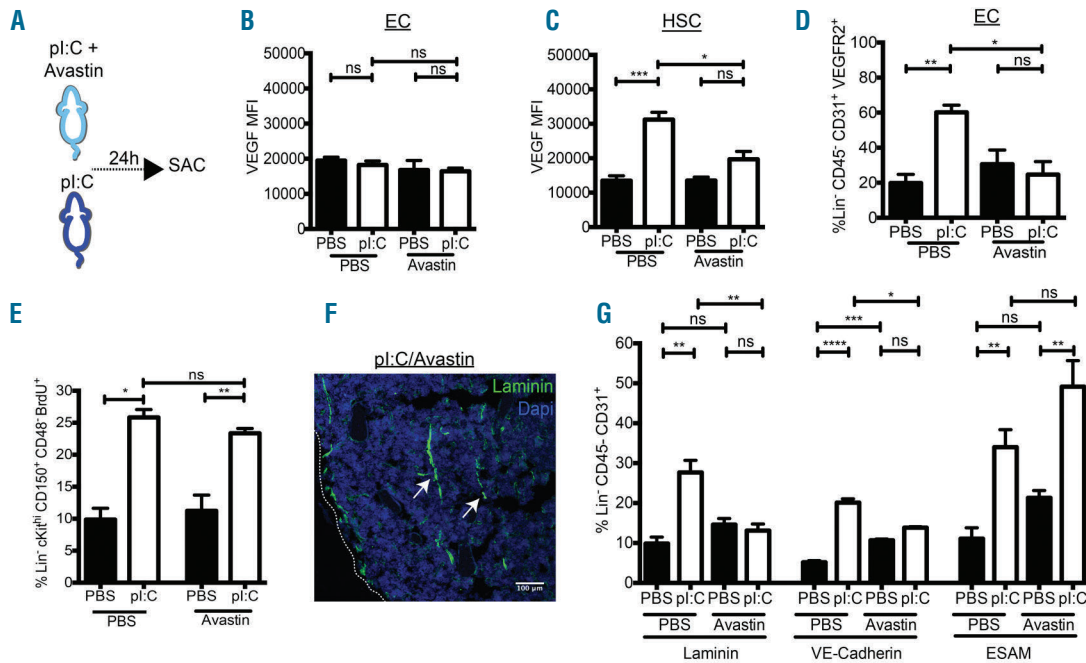 A
pI:C +
Avastin
24h
SAC
pI:C
B
EC
VEGF MFI
50000
40000
30000
20000
10000
0
ns
ns
ns
PBS pI:C PBS pI:C
PBS Avastin
C
HSC
VEGF MFI
50000
40000
30000
20000
10000
0
***
*
ns
PBS pI:C PBS pI:C
PBS Avastin
D
EC
%Lin- CD45- CD31+ VEGFR2+
100
80
60
40
20
0
**
*
ns
PBS pI:C PBS pI:C
PBS Avastin
E
% Lin- cKithi CD150+ CD48- BrdU+
30
25
20
15
10
5
0
*
ns
**
PBS pI:C PBS pI:C
PBS Avastin
F
pI:C/Avastin
Laminin
Dapi
100 µm
G
% Lin- CD45- CD31+
60
50
40
30
20
10
0
**
ns
**
ns
*
***
****
ns
ns
ns
**
**
PBS pI:C PBS pI:C PBS pI:C PBS pI:C PBS pI:C PBS pI:C
PBS Avastin PBS Avastin PBS Avastin
Laminin VE-Cadherin ESAM